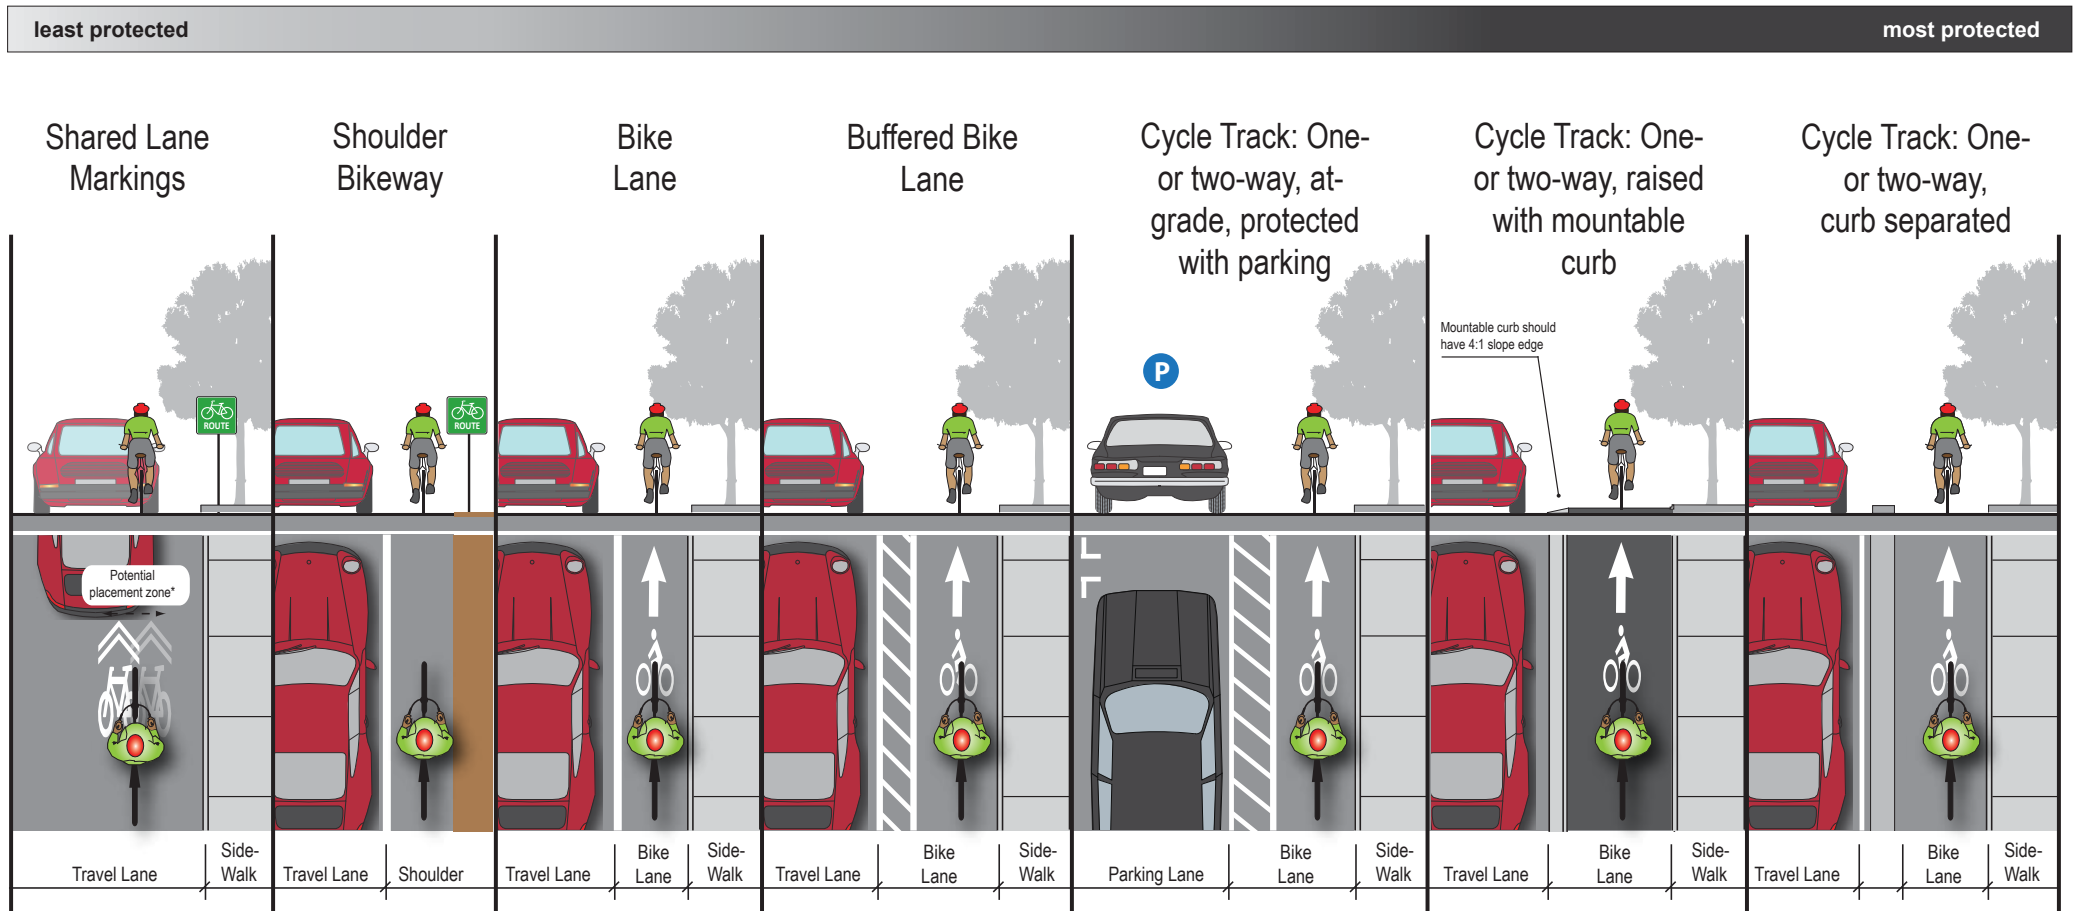 least protected
most protected
Shared Lane
Markings
Shoulder
Bikeway
Bike
Lane
Buffered Bike
Lane
Cycle Track: One-
or two-way, at-
grade, protected
with parking
Cycle Track: One-
or two-way, raised
with mountable
curb
Cycle Track: One-
or two-way,
curb separated
Mountable curb should
have 4:1 slope edge
P
ROUTE
ROUTE
Potential
placement zone*
Travel Lane
Side-
Walk
Travel Lane
Shoulder
Travel Lane
Bike
Lane
Side-
Walk
Travel Lane
Bike
Lane
Side-
Walk
Parking Lane
Bike
Lane
Side-
Walk
Travel Lane
Bike
Lane
Side-
Walk
Travel Lane
Bike
Lane
Side-
Walk